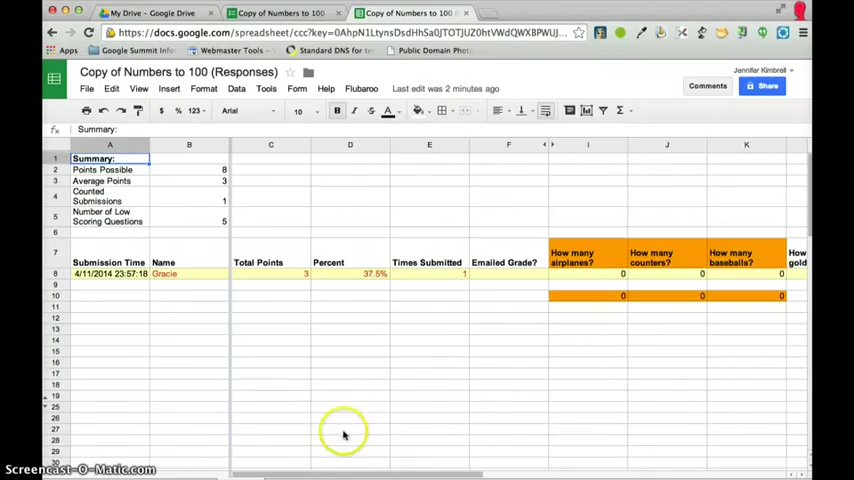 My Drive - Google Drive
Copy of Numbers to 100
Copy of Numbers to 100 (
https://docs.google.com/spreadsheet/ccc?key=0AhpN1LtynsDsdHhSa0JTOTJUZ0htVWdQWXBPWUJ
Apps
Google Summit Info
Webmaster Tools
Standard DNS for
Public Domain Photo
Copy of Numbers to 100 (Responses)
Jennifer Kimbrell
File Edit View Insert Format Data Tools Form Help Flubaroo
Last edit was 2 minutes ago
Comments
Share
$ % 123
Arial
10
B
S
A
Σ
fx Summary:
A B C D E F I J K
1 Summary:
2 Points Possible 8
3 Average Points 3
4 Counted Submissions 1
5 Number of Low Scoring Questions 5
6
7 Submission Time Name Total Points Percent Times Submitted Emailed Grade? How many airplanes? How many counters? How many baseballs? How gold
8 4/11/2014 23:57:18 Gracie 3 37.5% 1 0 0 0
9
10 0 0 0
11
12
13
14
15
16
17
18
19
25
26
27
28
29
30
Screencast-O-Matic.com